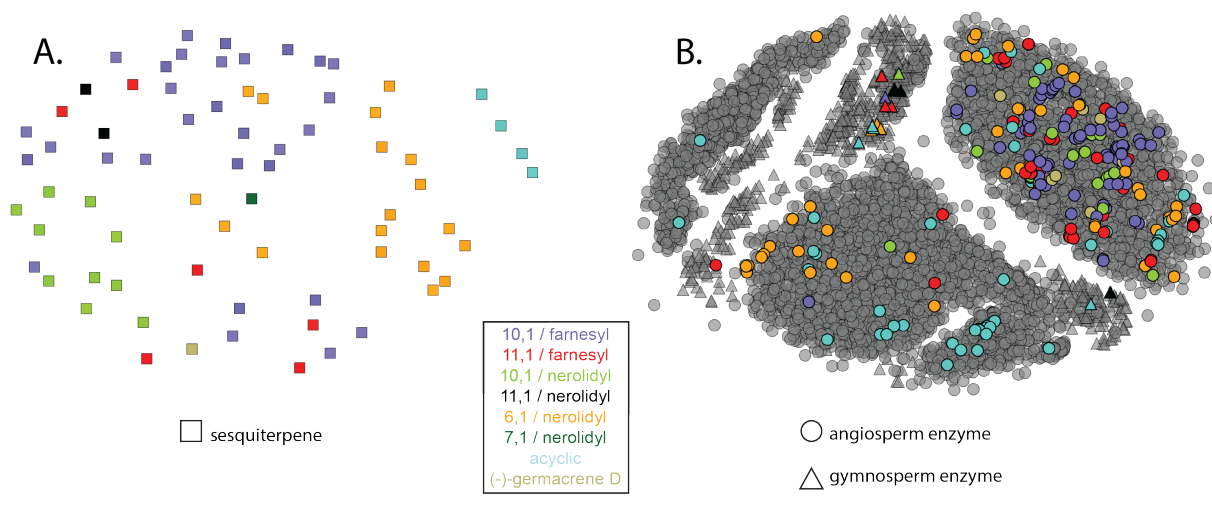 A.
B.
10,1 / farnesyl
11,1 / farnesyl
10,1 / nerolidyl
11,1 / nerolidyl
6,1 / nerolidyl
7,1 / nerolidyl
acyclic
(-)-germacrene D
sesquiterpene
angiosperm enzyme
gymnosperm enzyme